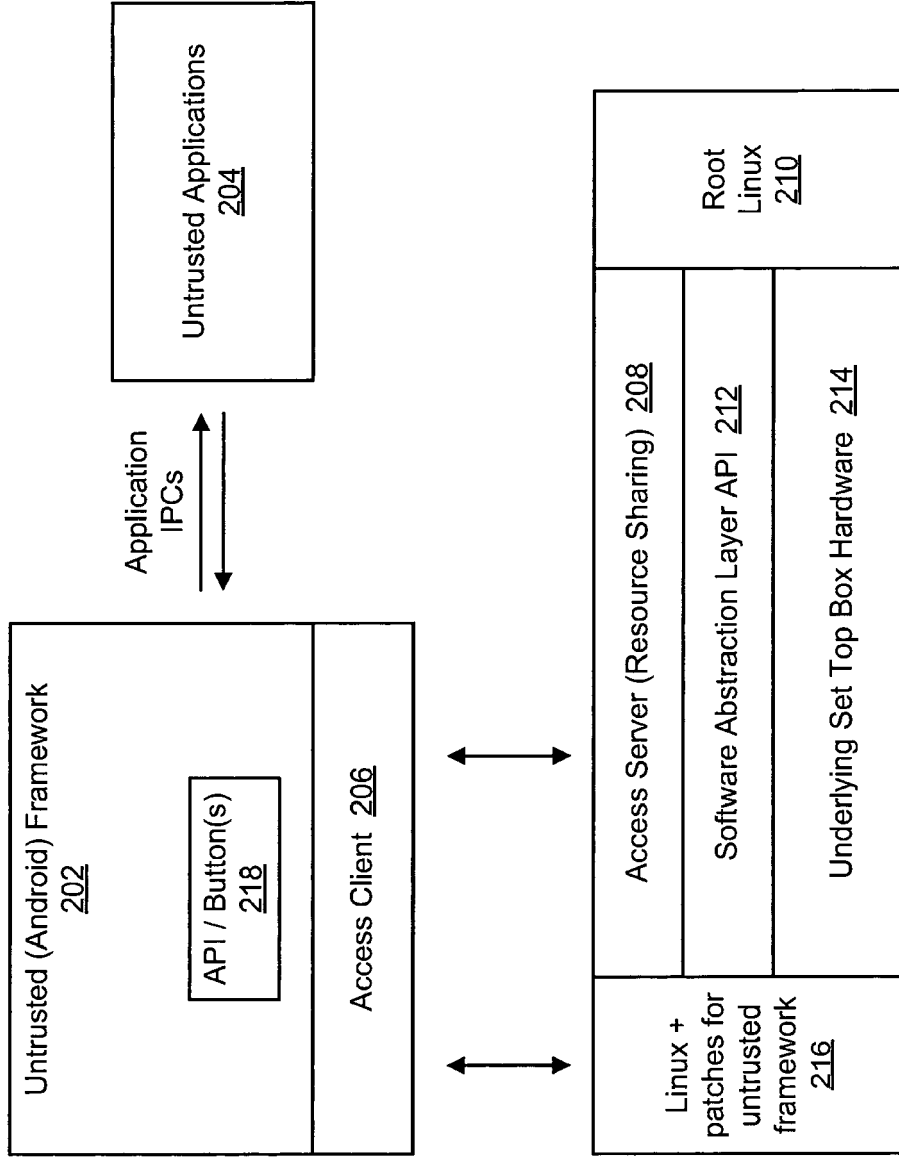 Untrusted (Android) Framework
202
API / Button(s)
218
Access Client 206
Application
IPCs
Untrusted Applications
204
Linux +
patches for
untrusted
framework
216
Access Server (Resource Sharing) 208
Software Abstraction Layer API 212
Underlying Set Top Box Hardware 214
Root
Linux
210